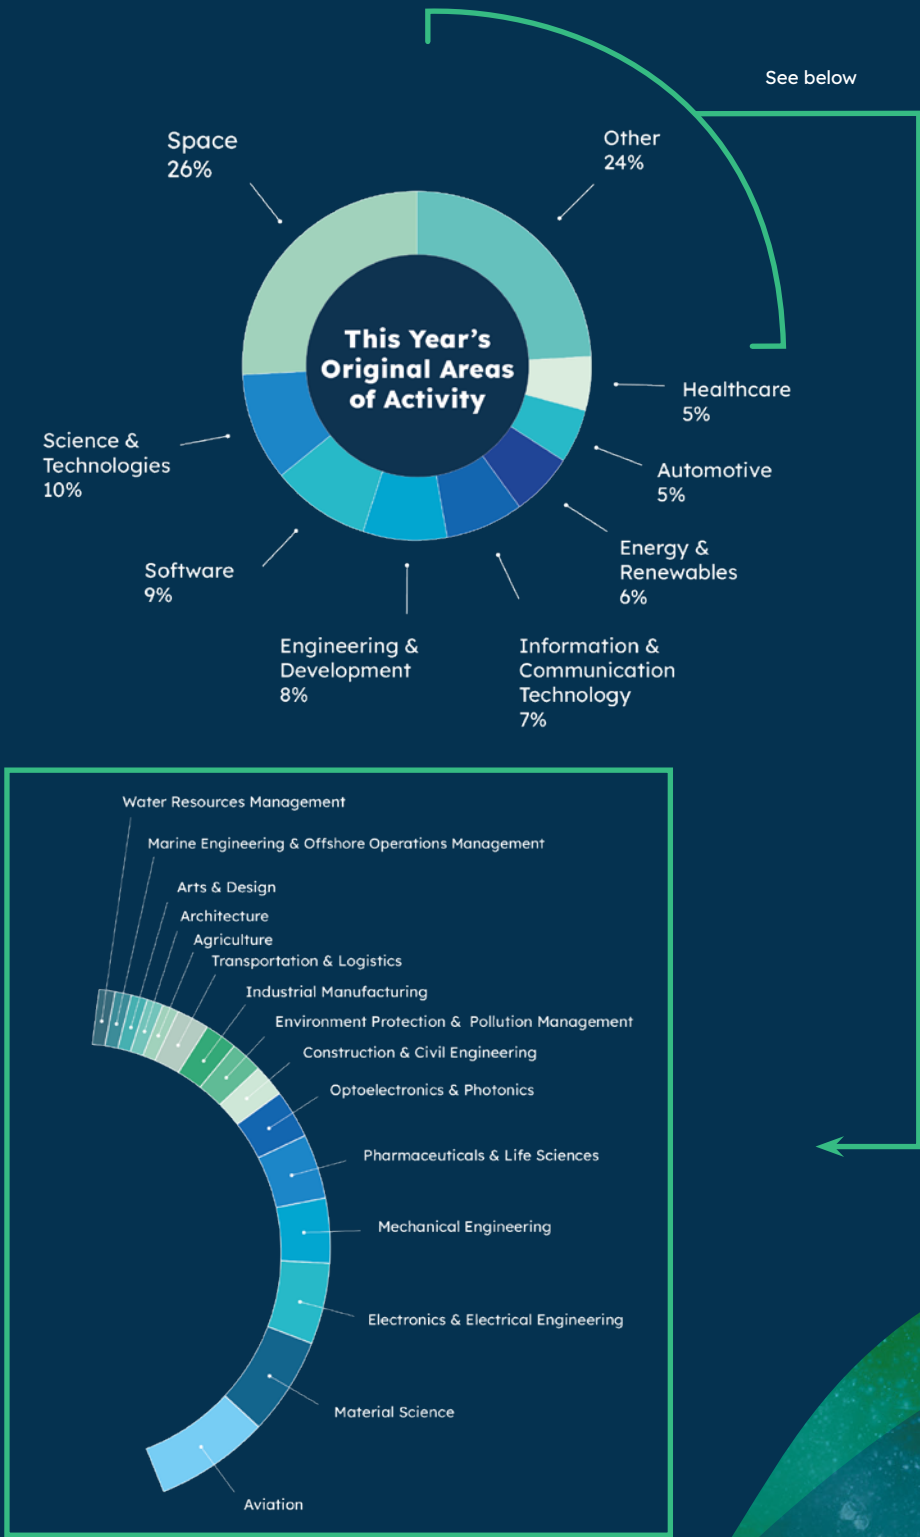 See below
Space
26%
Other
24%
This Year's
Original Areas
of Activity
Healthcare
5%
Science &
Technologies
10%
Automotive
5%
Energy &
Renewables
6%
Software
9%
Engineering &
Development
8%
Information &
Communication
Technology
7%
Water Resources Management
Marine Engineering & Offshore Operations Management
Arts & Design
Architecture
Agriculture
Transportation & Logistics
Industrial Manufacturing
Environment Protection & Pollution Management
Construction & Civil Engineering
Optoelectronics & Photonics
Pharmaceuticals & Life Sciences
Mechanical Engineering
Electronics & Electrical Engineering
Material Science
Aviation